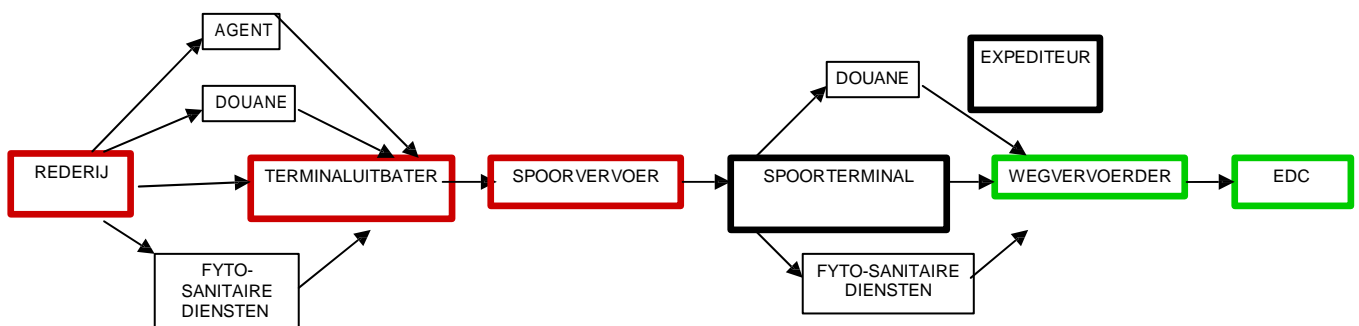 AGENT
EXPEDITEUR
DOUANE
DOUANE
REDERIJ
TERMINALUITBATER
SPOORVERVOER
SPOORTERMINAL
WEGVERVOERDER
EDC
FYTO-
SANITAIRE
DIENSTEN
FYTO-SANITAIRE
DIENSTEN